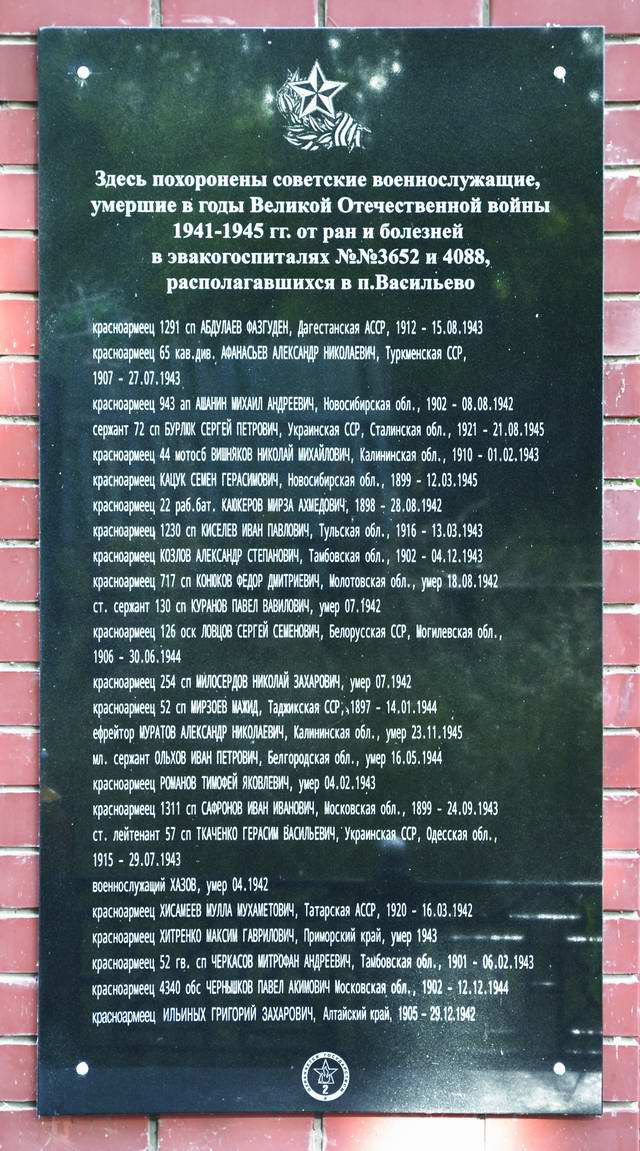 Здесь похоронены советские военнослужащие,
умершие в годы Великой Отечественной войны
1941-1945 гг. от ран и болезней
в эвакогоспиталях №№3652 и 4088,
располагавшихся в п.Васильево
красноармеец 1291 сп АБДУЛАЕВ ФАЗГУДЕН, Дагестанская АССР, 1912 - 15.08.1943
красноармеец 65 кав.див. АФАНАСЬЕВ АЛЕКСАНДР НИКОЛАЕВИЧ, Туркменская ССР,
1907 - 27.07.1943
красноармеец 943 ап АШАНИН МИХАИЛ АНДРЕЕВИЧ, Новосибирская обл., 1902 - 08.08.1942
сержант 72 сп БУРЛЮК СЕРГЕЙ ПЕТРОВИЧ, Украинская ССР, Сталинская обл., 1921 - 21.08.1945
красноармеец 44 мотосб ВИШНЯКОВ НИКОЛАЙ МИХАЙЛОВИЧ, Калининская обл., 1910 - 01.02.1943
красноармеец КАЦУК СЕМЕН ГЕРАСИМОВИЧ, Новосибирская обл., 1899 - 12.03.1945
красноармеец 22 раб.бат. КАЮКЕРОВ МИРЗА АХМЕДОВИЧ, 1898 - 28.08.1942
красноармеец 1230 сп КИСЕЛЕВ ИВАН ПАВЛОВИЧ, Тульская обл., 1916 - 13.03.1943
красноармеец КОЗЛОВ АЛЕКСАНДР СТЕПАНОВИЧ, Тамбовская обл., 1902 - 04.12.1943
красноармеец 717 сп КОНЮКОВ ФЕДОР ДМИТРИЕВИЧ, Молотовская обл., умер 18.08.1942
ст. сержант 130 сп КУРАНОВ ПАВЕЛ ВАВИЛОВИЧ, умер 07.1942
красноармеец 126 оск ЛОВЦОВ СЕРГЕЙ СЕМЕНОВИЧ, Белорусская ССР, Могилевская обл.,
1906 - 30.06.1944
красноармеец 254 сп МИЛОСЕРДОВ НИКОЛАЙ ЗАХАРОВИЧ, умер 07.1942
красноармеец 52 сп МИРЗОЕВ МАЖИД, Таджикская ССР, 1897 - 14.01.1944
ефрейтор МУРАТОВ АЛЕКСАНДР НИКОЛАЕВИЧ, Калининская обл., умер 23.11.1945
мл. сержант ОЛЬХОВ ИВАН ПЕТРОВИЧ, Белгородская обл., умер 16.05.1944
красноармеец РОМАНОВ ТИМОФЕЙ ЯКОВЛЕВИЧ, умер 04.02.1943
красноармеец 1311 сп САФРОНОВ ИВАН ИВАНОВИЧ, Московская обл., 1899 - 24.09.1943
ст. лейтенант 57 сп ТКАЧЕНКО ГЕРАСИМ ВАСИЛЬЕВИЧ, Украинская ССР, Одесская обл.,
1915 - 29.07.1943
военнослужащий ХАЗОВ, умер 04.1942
красноармеец ХИСАМЕЕВ МУЛЛА МУХАМЕТОВИЧ, Татарская АССР, 1920 - 16.03.1942
красноармеец ХИТРЕНКО МАКСИМ ГАВРИЛОВИЧ, Приморский край, умер 1943
красноармеец 52 гв. сп ЧЕРКАСОВ МИТРОФАН АНДРЕЕВИЧ, Тамбовская обл., 1901 - 06.02.1943
красноармеец 4340 обс ЧЕРНЫШКОВ ПАВЕЛ АКИМОВИЧ Московская обл., 1902 - 12.12.1944
красноармеец ИЛЬИНЫХ ГРИГОРИЙ ЗАХАРОВИЧ, Алтайский край, 1905 - 29.12.1942
2